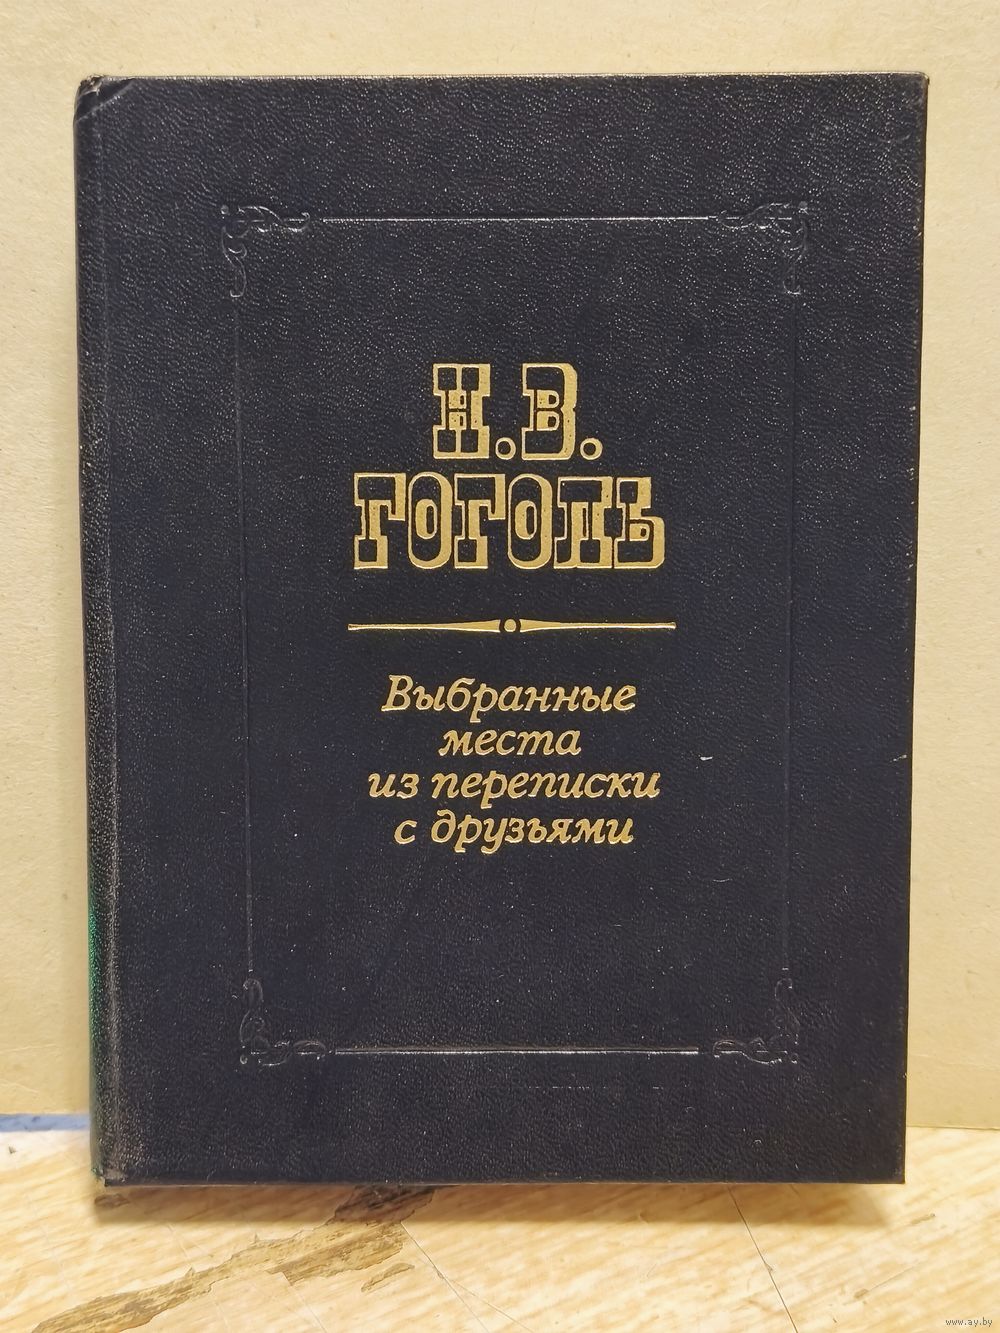 Н.В.
ГОГОЛЬ
Выбранные
места
из переписки
с друзьями
www.ay.by